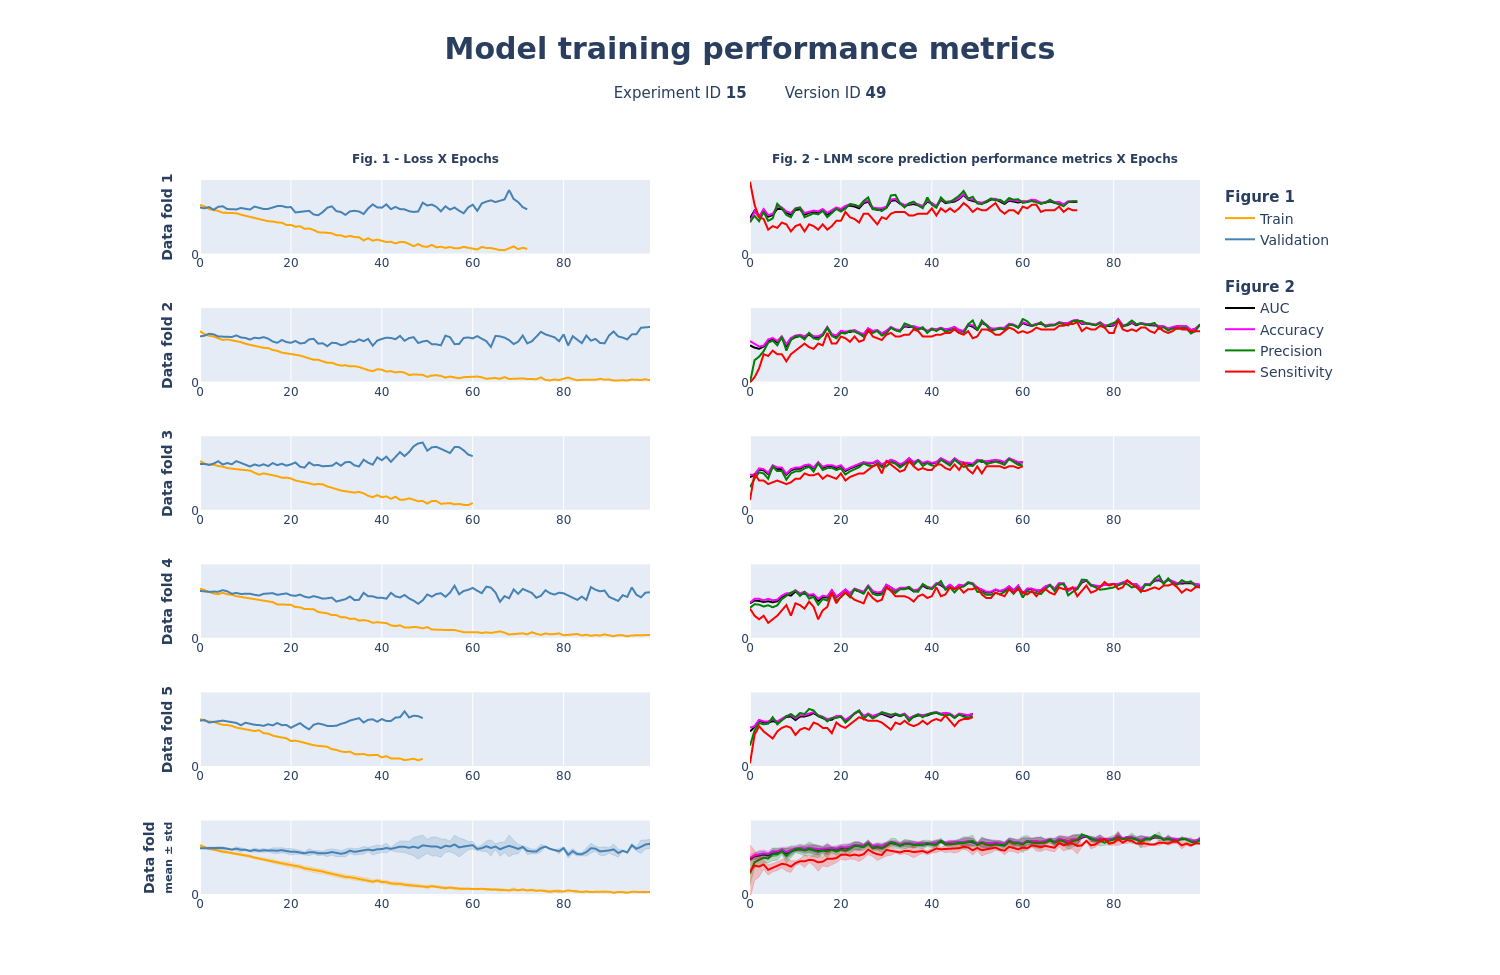 Model training performance metrics
Experiment ID 15 Version ID 49
Fig. 1 - Loss X Epochs
Fig. 2 - LNM score prediction performance metrics X Epochs
Data fold 1
0
0 20 40 60 80
0
0 20 40 60 80
Data fold 2
0
0 20 40 60 80
0
0 20 40 60 80
Data fold 3
0
0 20 40 60 80
0
0 20 40 60 80
Data fold 4
0
0 20 40 60 80
0
0 20 40 60 80
Data fold 5
0
0 20 40 60 80
0
0 20 40 60 80
Data fold
mean ± std
0
0 20 40 60 80
0
0 20 40 60 80
Figure 1
Train
Validation
Figure 2
AUC
Accuracy
Precision
Sensitivity